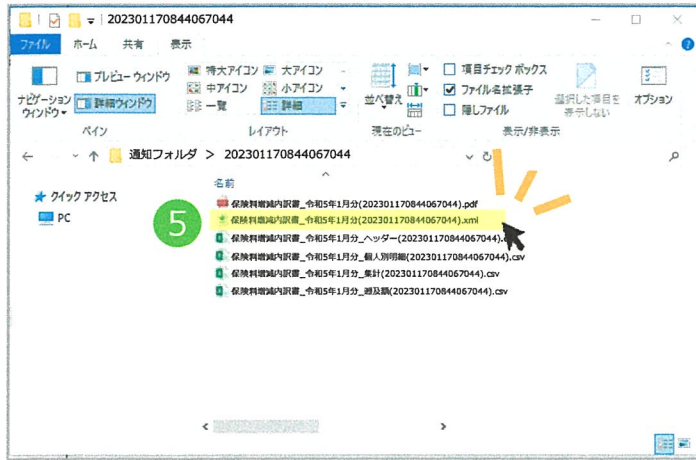 202301170844067044
ファイル ホーム 共有 表示
ナビゲーション ウィンドウ
プレビュー ウィンドウ
詳細ウィンドウ
ペイン
特大アイコン 大アイコン
中アイコン 小アイコン
一覧 詳細
レイアウト
並べ替え
現在のビュー
項目チェック ボックス
ファイル名拡張子
隠しファイル
選択した項目を
表示しない
表示/非表示
オプション
通知フォルダ > 202301170844067044
クイック アクセス
PC
名前
5
保険料増減内訳書_令和5年1月分(202301170844067044).pdf
保険料増減内訳書_令和5年1月分(202301170844067044).xml
保険料増減内訳書_令和5年1月分_ヘッダー(202301170844067044).
保険料増減内訳書_令和5年1月分_個人別明細(202301170844067044).csv
保険料増減内訳書_令和5年1月分_集計(202301170844067044).csv
保険料増減内訳書_令和5年1月分_遡及額(202301170844067044).csv